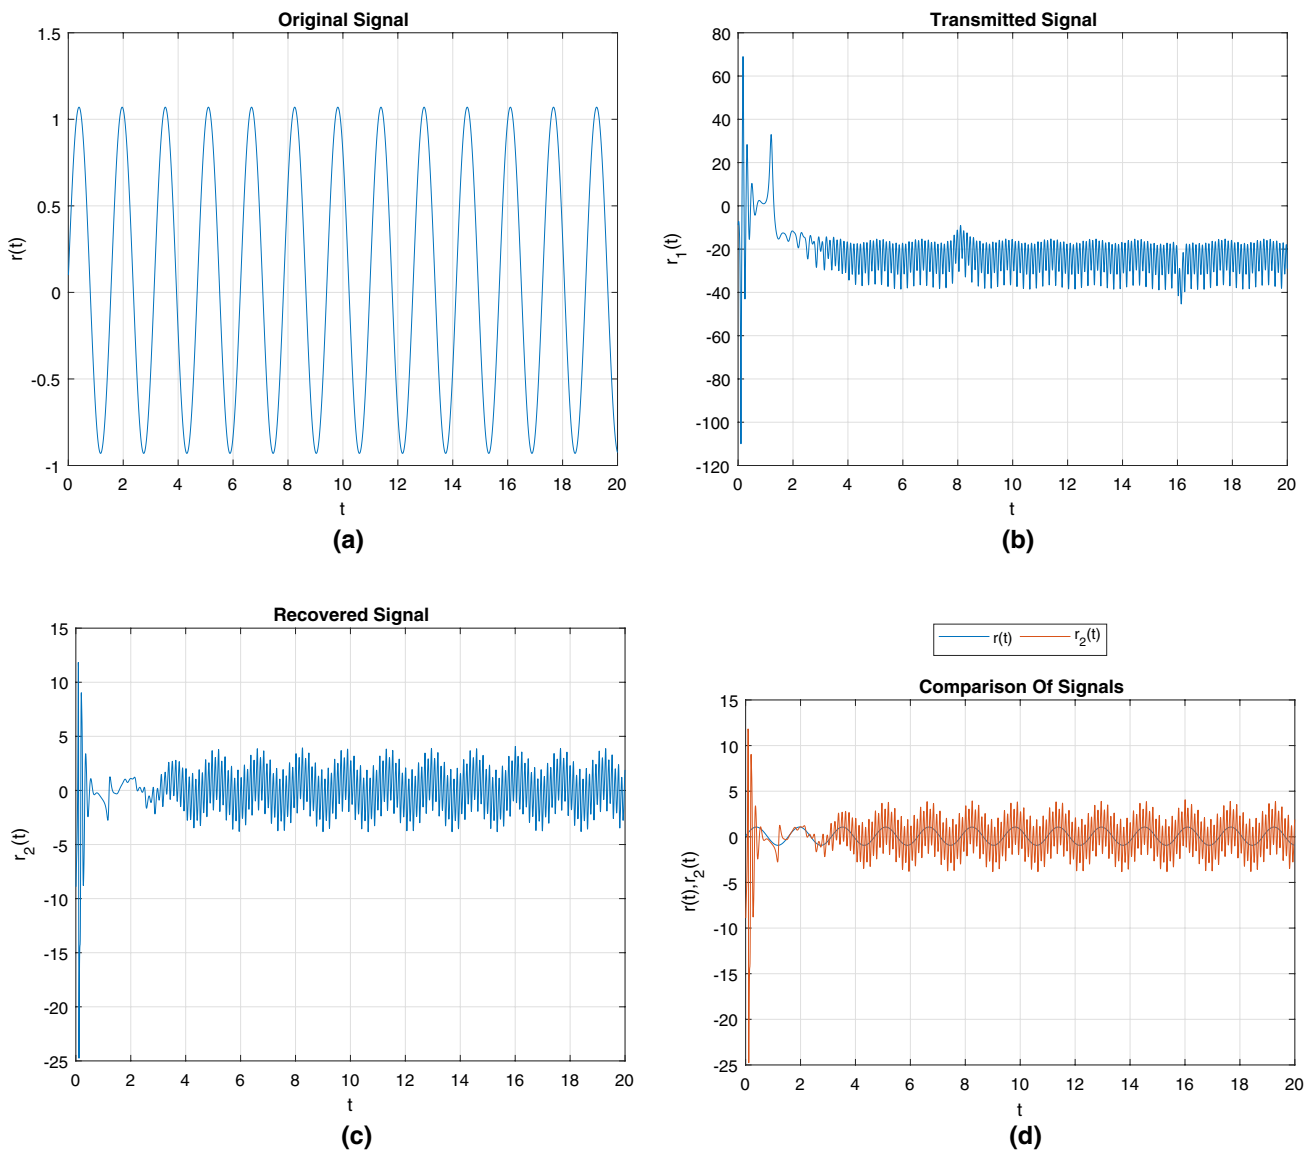 Original Signal
1.5
1
0.5
0
-0.5
-1
r(t)
0 2 4 6 8 10 12 14 16 18 20
t
(a)
Transmitted Signal
80
60
40
20
0
-20
-40
-60
-80
-100
-120
r1(t)
0 2 4 6 8 10 12 14 16 18 20
t
(b)
Recovered Signal
15
10
5
0
-5
-10
-15
-20
-25
r2(t)
0 2 4 6 8 10 12 14 16 18 20
t
(c)
r(t) r2(t)
Comparison Of Signals
15
10
5
0
-5
-10
-15
-20
-25
r(t),r2(t)
0 2 4 6 8 10 12 14 16 18 20
t
(d)